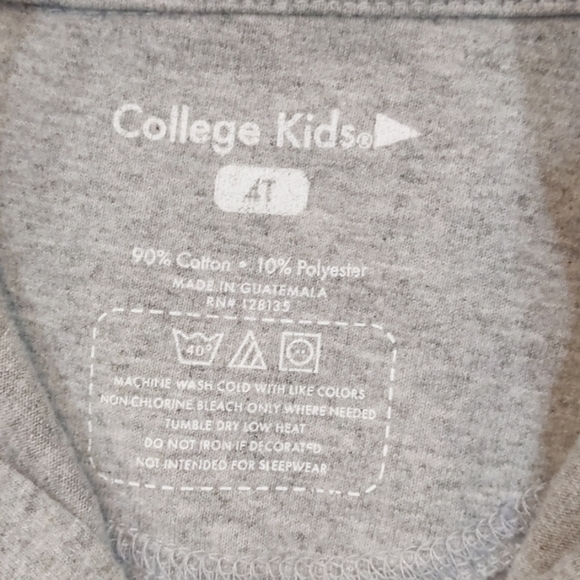 College Kids®
4T
90% Cotton • 10% Polyester
MADE IN GUATEMALA
RN# 128135
40°
MACHINE WASH COLD WITH LIKE COLORS
NON-CHLORINE BLEACH ONLY WHERE NEEDED
TUMBLE DRY LOW HEAT
DO NOT IRON IF DECORATED
NOT INTENDED FOR SLEEPWEAR